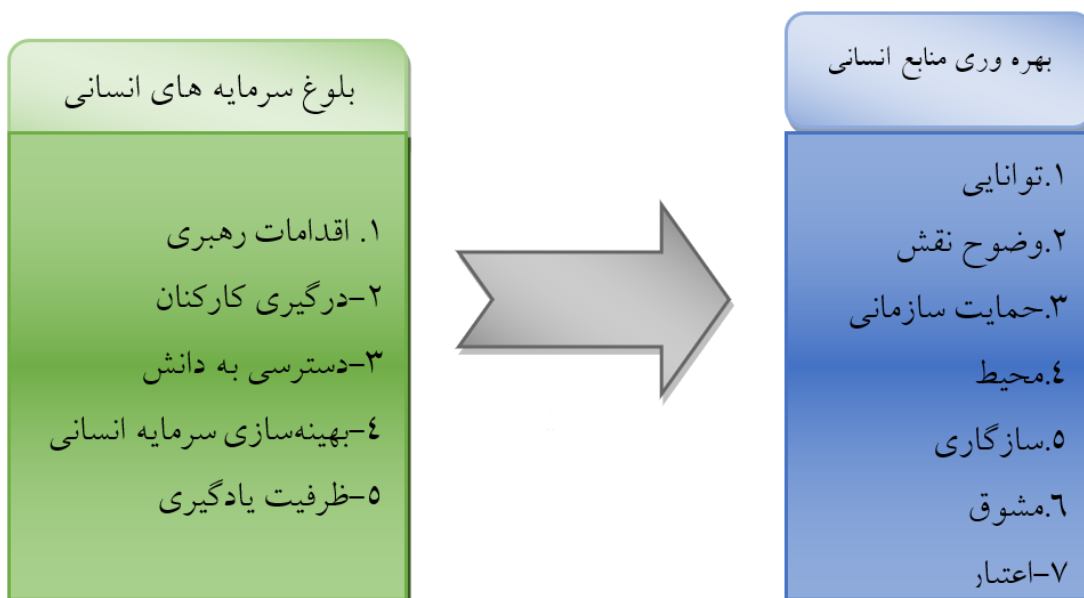 بهره وری منابع انسانی
۱.توانایی
۲.وضوح نقش
۳.حمایت سازمانی
٤.محیط
۵.سازگاری
٦.مشوق
۷-اعتبار
بلوغ سرمایه های انسانی
۱. اقدامات رهبری
۲-درگیری کارکنان
۳-دسترسی به دانش
٤-بهینه‌سازی سرمایه انسانی
۵-ظرفیت یادگیری